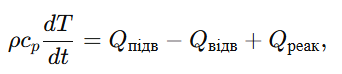 ρc_p dT/dt = Q_підв − Q_відв + Q_реак,